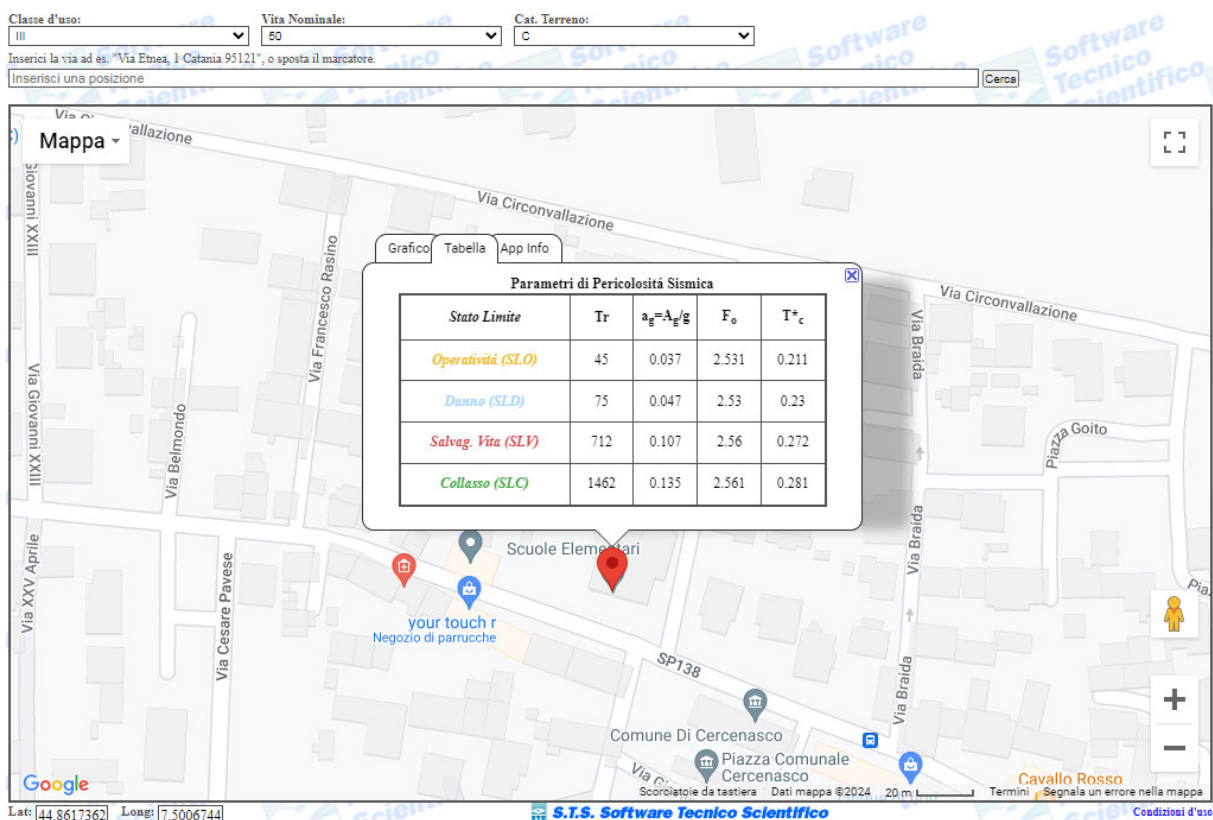 Classe d'uso: Vita Nominale: Cat. Terreno:
III 50 C
Inserici la via ad es. "Via Etnea, 1 Catania 95121", o sposta il marcatore.
Inserisci una posizione Cerca
Mappa
Via Circonvallazione
Giovanni XXIII
Via Francesco Rasino
Grafico Tabella App Info
Parametri di Pericolositá Sismica
Stato Limite Tr ag=Ag/g Fo T*c
Operativitá (SLO) 45 0.037 2.531 0.211
Danno (SLD) 75 0.047 2.53 0.23
Salvag. Vita (SLV) 712 0.107 2.56 0.272
Collasso (SLC) 1462 0.135 2.561 0.281
Via Circonvallazione
Via Braida
Via Giovanni XXIII
Via Belmondo
Piazza Goito
Via XXV Aprile
Via Cesare Pavese
Scuole Elementari
Via Braida
your touch r
Negozio di parrucche
SP138
Via Braida
Comune Di Cercenasco
Piazza Comunale
Cercenasco
Cavallo Rosso
Google
Scorciatoie da tastiera Dati mappa ©2024 20 m Termini Segnala un errore nella mappa
Lat: 44.8617362 Long: 7.5006744 S.T.S. Software Tecnico Scientifico Condizioni d'uso